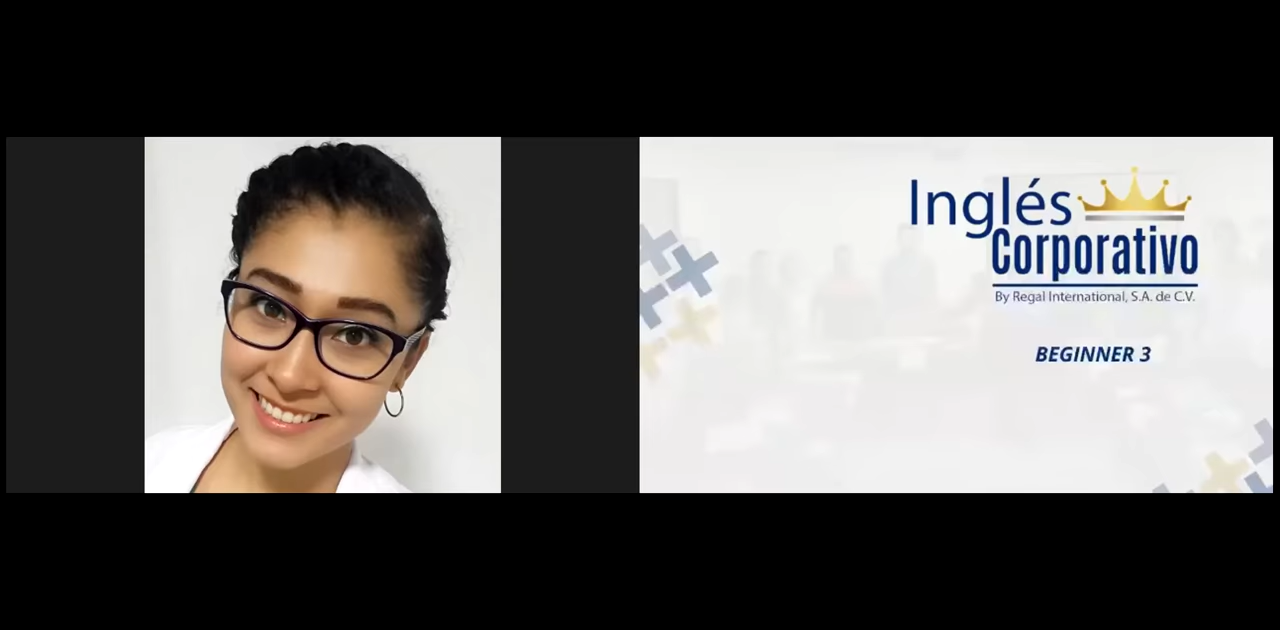 Inglés
Corporativo
By Regal International, S.A. de C.V.
BEGINNER 3